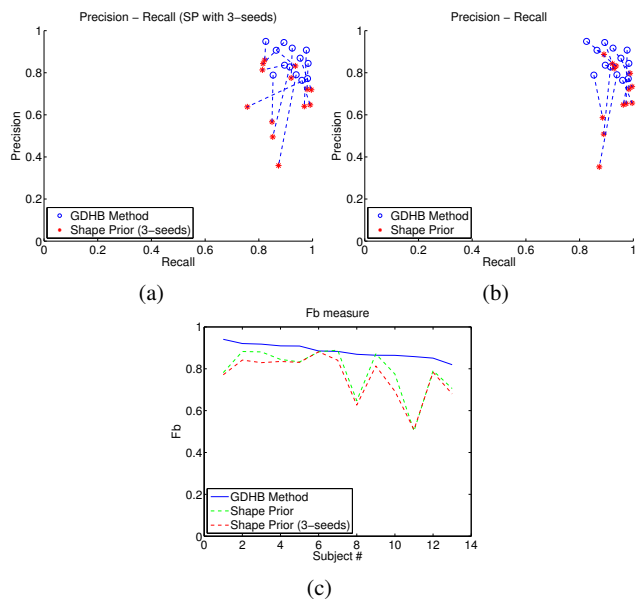 Precision − Recall (SP with 3−seeds)
1
0.8
0.6
0.4
0.2
0
Precision
GDHB Method
Shape Prior (3−seeds)
0 0.2 0.4 0.6 0.8 1
Recall
(a)
Precision − Recall
1
0.8
0.6
0.4
0.2
0
Precision
GDHB Method
Shape Prior
0 0.2 0.4 0.6 0.8 1
Recall
(b)
Fb measure
1
0.8
0.6
0.4
0.2
0
Fb
GDHB Method
Shape Prior
Shape Prior (3−seeds)
0 2 4 6 8 10 12 14
Subject #
(c)